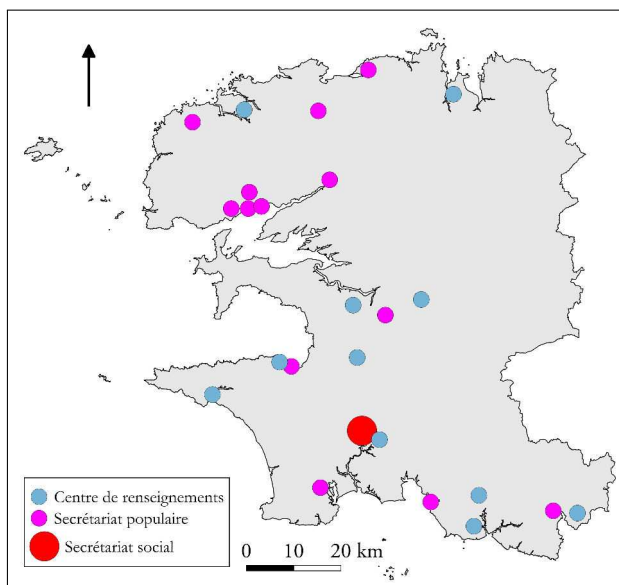 Centre de renseignements
Secrétariat populaire
Secrétariat social
0 10 20 km